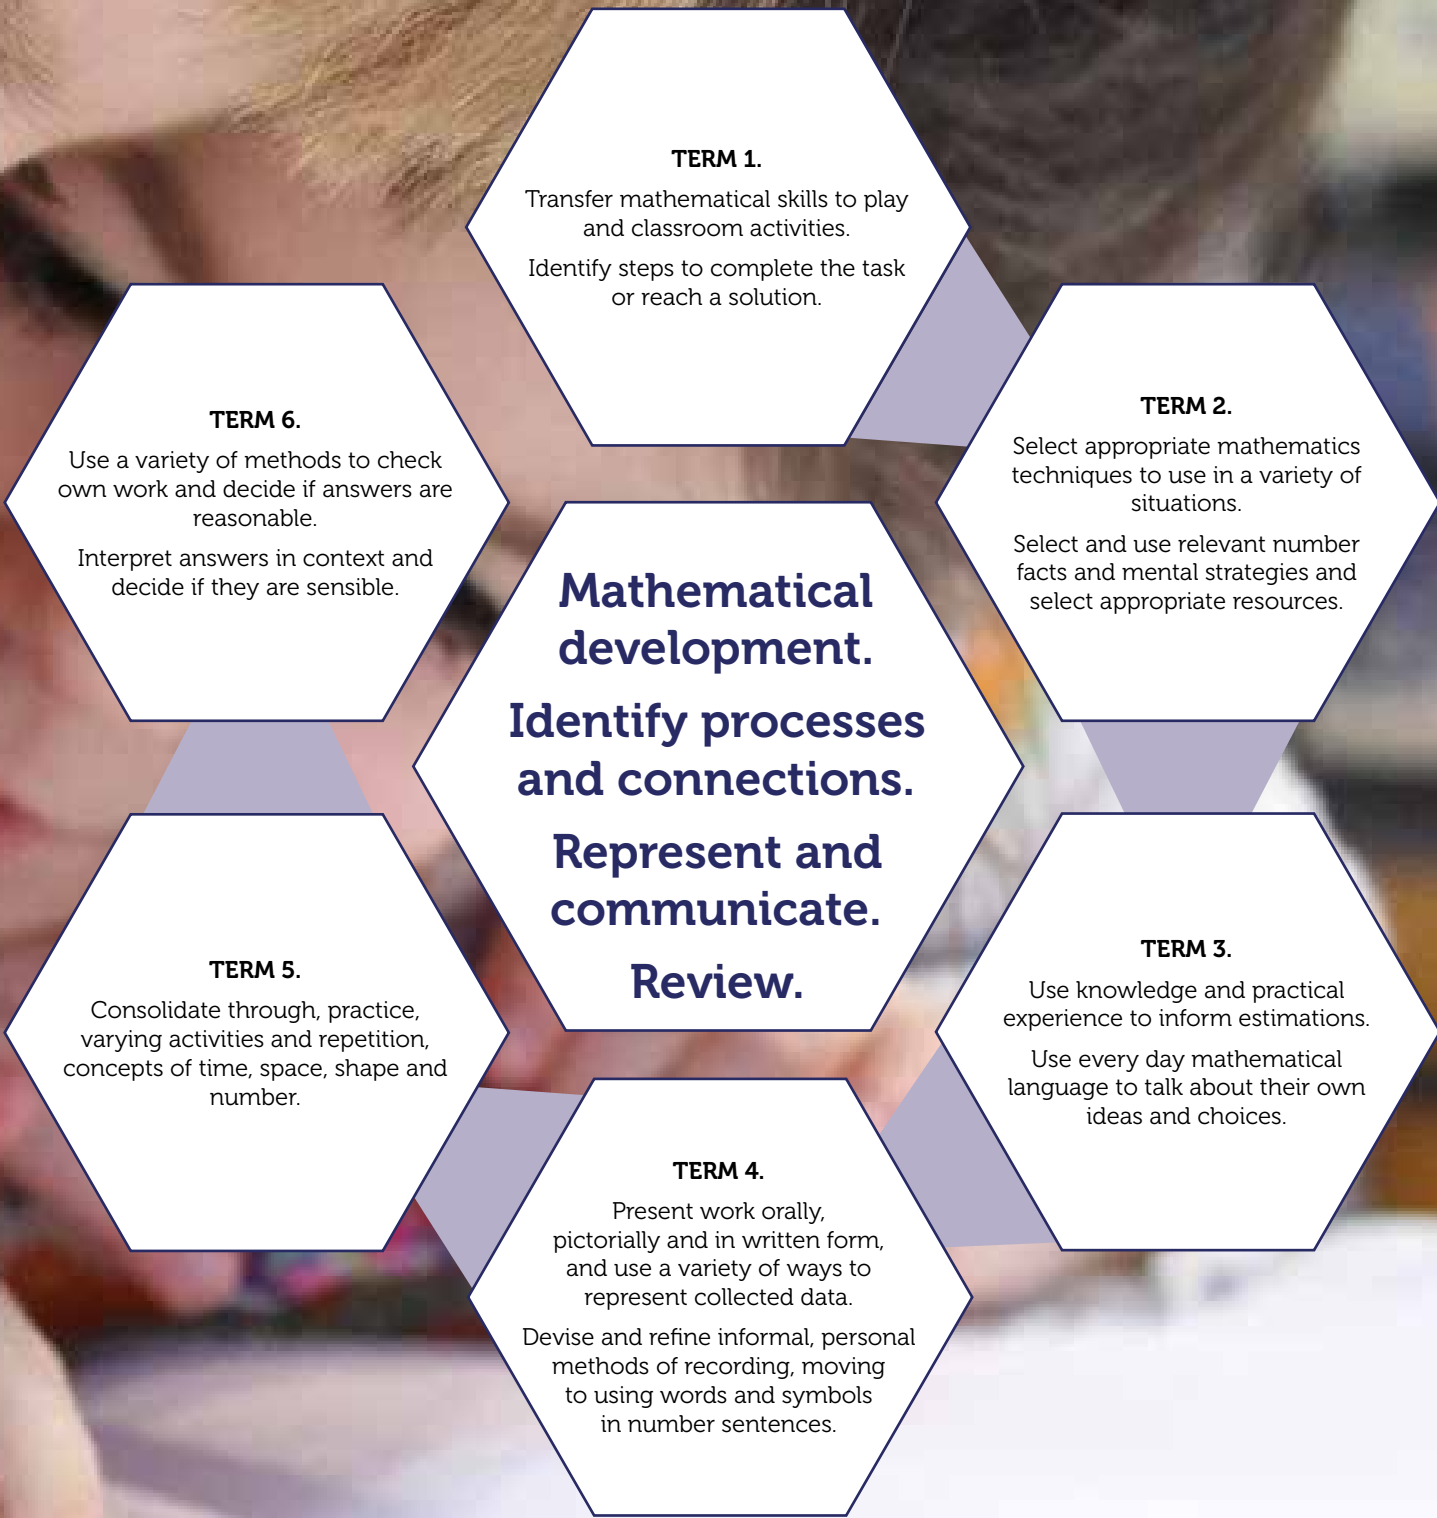 TERM 1.
Transfer mathematical skills to play
and classroom activities.
Identify steps to complete the task
or reach a solution.
TERM 2.
Select appropriate mathematics
techniques to use in a variety of
situations.
Select and use relevant number
facts and mental strategies and
select appropriate resources.
TERM 3.
Use knowledge and practical
experience to inform estimations.
Use every day mathematical
language to talk about their own
ideas and choices.
TERM 4.
Present work orally,
pictorially and in written form,
and use a variety of ways to
represent collected data.
Devise and refine informal, personal
methods of recording, moving
to using words and symbols
in number sentences.
TERM 5.
Consolidate through, practice,
varying activities and repetition,
concepts of time, space, shape and
number.
TERM 6.
Use a variety of methods to check
own work and decide if answers are
reasonable.
Interpret answers in context and
decide if they are sensible.
Mathematical
development.
Identify processes
and connections.
Represent and
communicate.
Review.